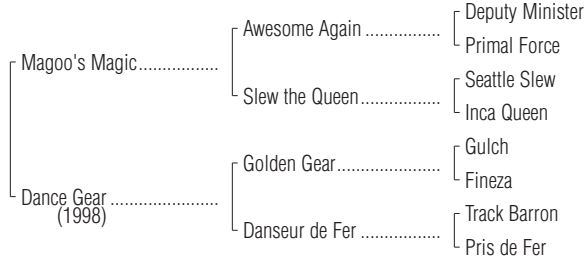 Deputy Minister
Awesome Again ................
Primal Force
Magoo's Magic.................
Seattle Slew
Slew the Queen.................
Inca Queen
Gulch
Golden Gear.....................
Fineza
Dance Gear .......................
(1998)
Track Barron
Danseur de Fer .................
Pris de Fer